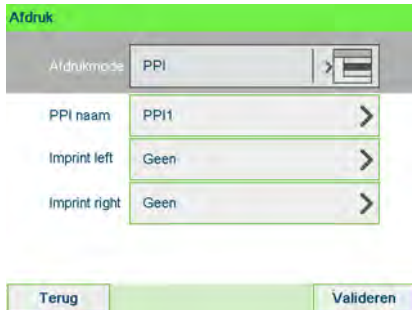 Afdruk
Afdrukmode PPI
PPI naam PPI1
Imprint left Geen
Imprint right Geen
Terug Valideren